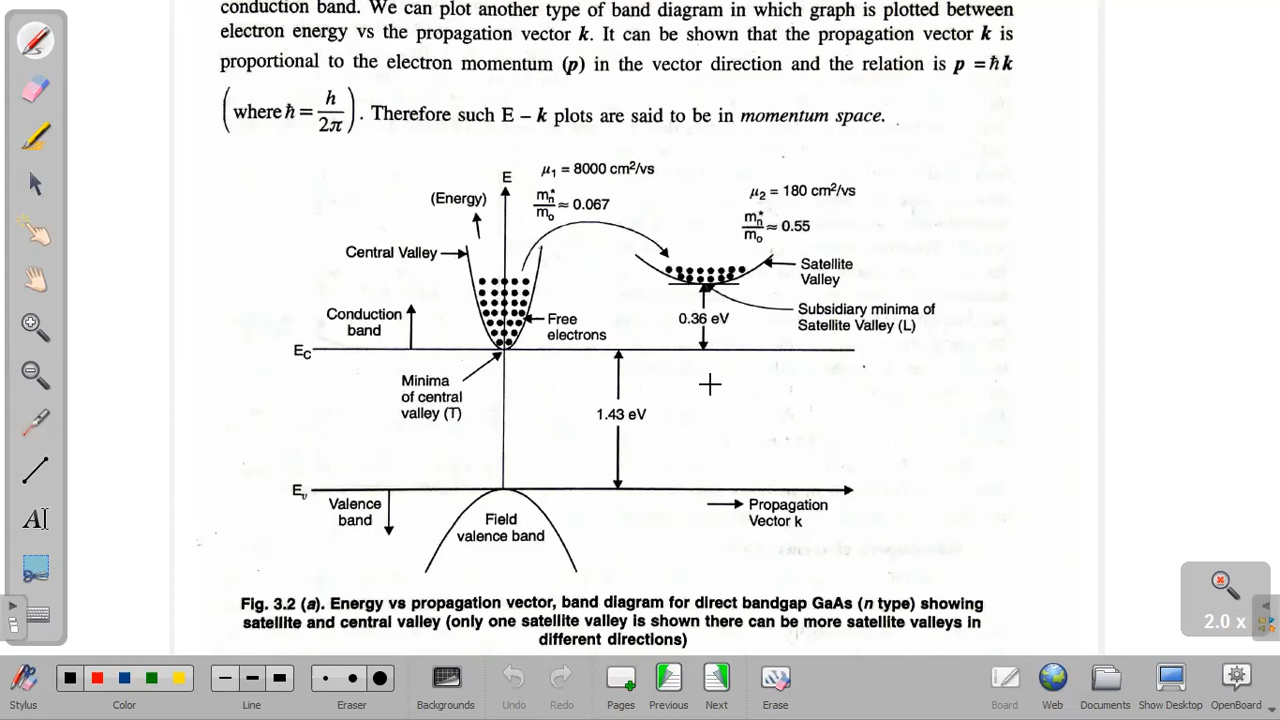 conduction band. We can plot another type of band diagram in which graph is plotted between
electron energy vs the propagation vector k. It can be shown that the propagation vector k is
proportional to the electron momentum (p) in the vector direction and the relation is p = ħk
(where ħ = h/2π). Therefore such E – k plots are said to be in momentum space.
E
(Energy)
μ₁ = 8000 cm²/vs
mₙ*/m₀ ≈ 0.067
μ₂ = 180 cm²/vs
mₙ*/m₀ ≈ 0.55
Central Valley
Satellite
Valley
Conduction
band
Free
electrons
0.36 eV
Subsidiary minima of
Satellite Valley (L)
E_C
Minima
of central
valley (T)
1.43 eV
E_v
Valence
band
Field
valence band
Propagation
Vector k
Fig. 3.2 (a). Energy vs propagation vector, band diagram for direct bandgap GaAs (n type) showing
satellite and central valley (only one satellite valley is shown there can be more satellite valleys in
different directions)
2.0 x
Stylus
Color
Line
Eraser
Backgrounds
Undo
Redo
Pages
Previous
Next
Erase
Board
Web
Documents
Show Desktop
OpenBoard